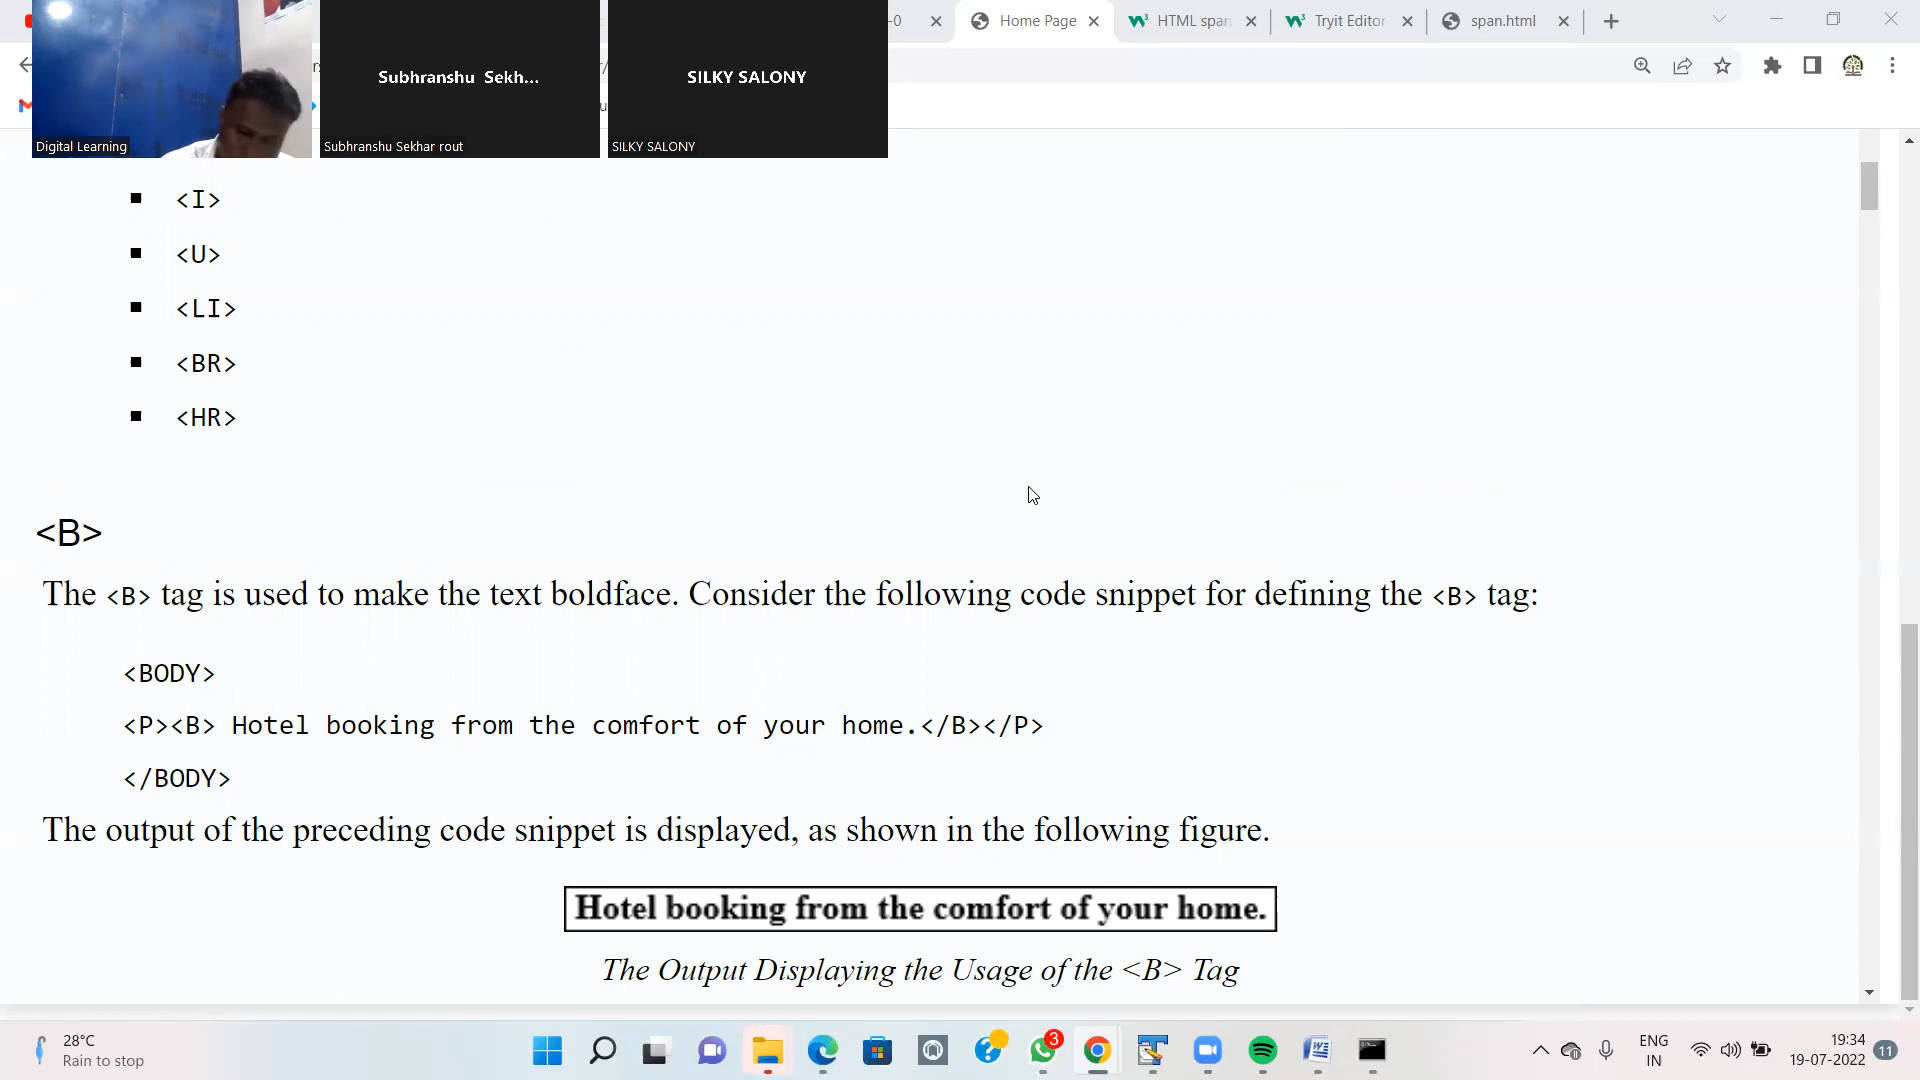 -0
Home Page
HTML span
Tryit Editor
span.html
Subhranshu Sekh...
SILKY SALONY
Digital Learning
Subhranshu Sekhar rout
SILKY SALONY
<I>
<U>
<LI>
<BR>
<HR>
<B>
The <B> tag is used to make the text boldface. Consider the following code snippet for defining the <B> tag:
<BODY>
<P><B> Hotel booking from the comfort of your home.</B></P>
</BODY>
The output of the preceding code snippet is displayed, as shown in the following figure.
Hotel booking from the comfort of your home.
The Output Displaying the Usage of the <B> Tag
28°C
Rain to stop
3
ENG
IN
19:34
19-07-2022
11